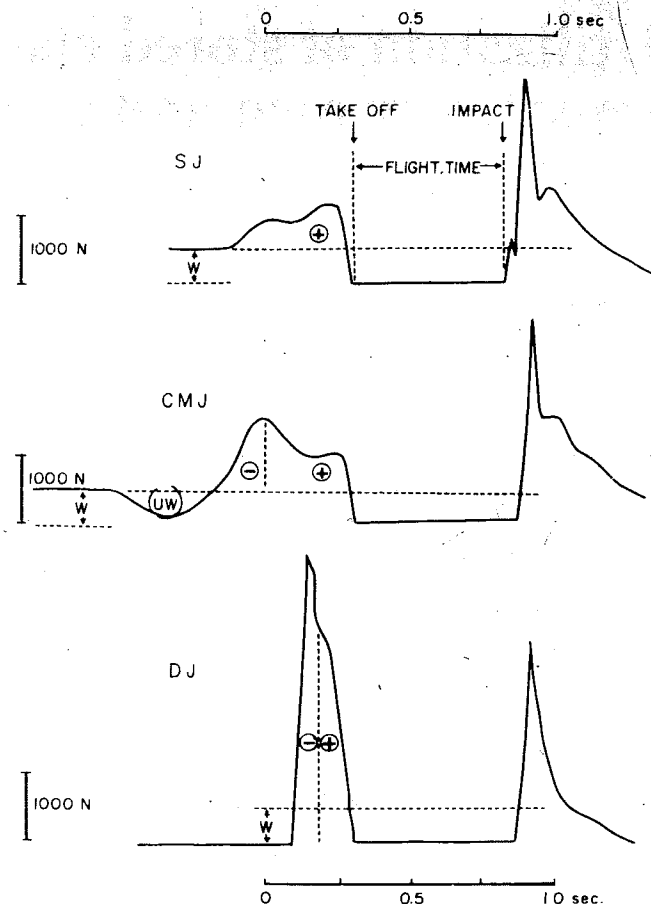 0 0.5 1.0 sec
TAKE OFF IMPACT
FLIGHT TIME
SJ
+
1000 N
W
CMJ
1000 N
- +
UW
W
DJ
- +
1000 N
W
0 0.5 1.0 sec.